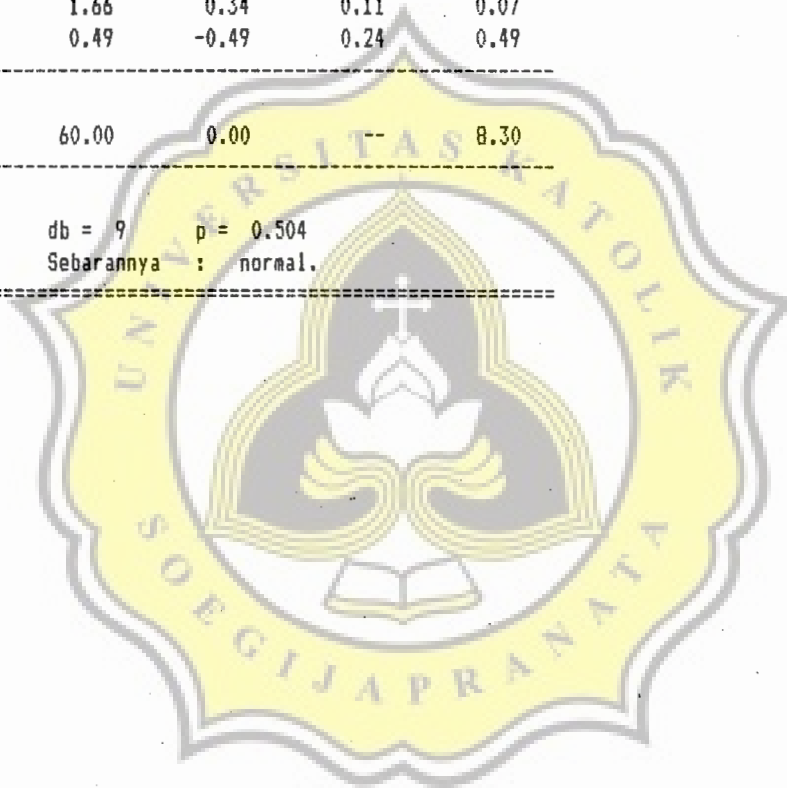 1.66 0.34 0.11 0.07
0.49 -0.49 0.24 0.49
60.00 0.00 -- 8.30
db = 9 p = 0.504
Sebarannya : normal.
UNIVERSITAS KATOLIK
SOEGIJAPRANATA